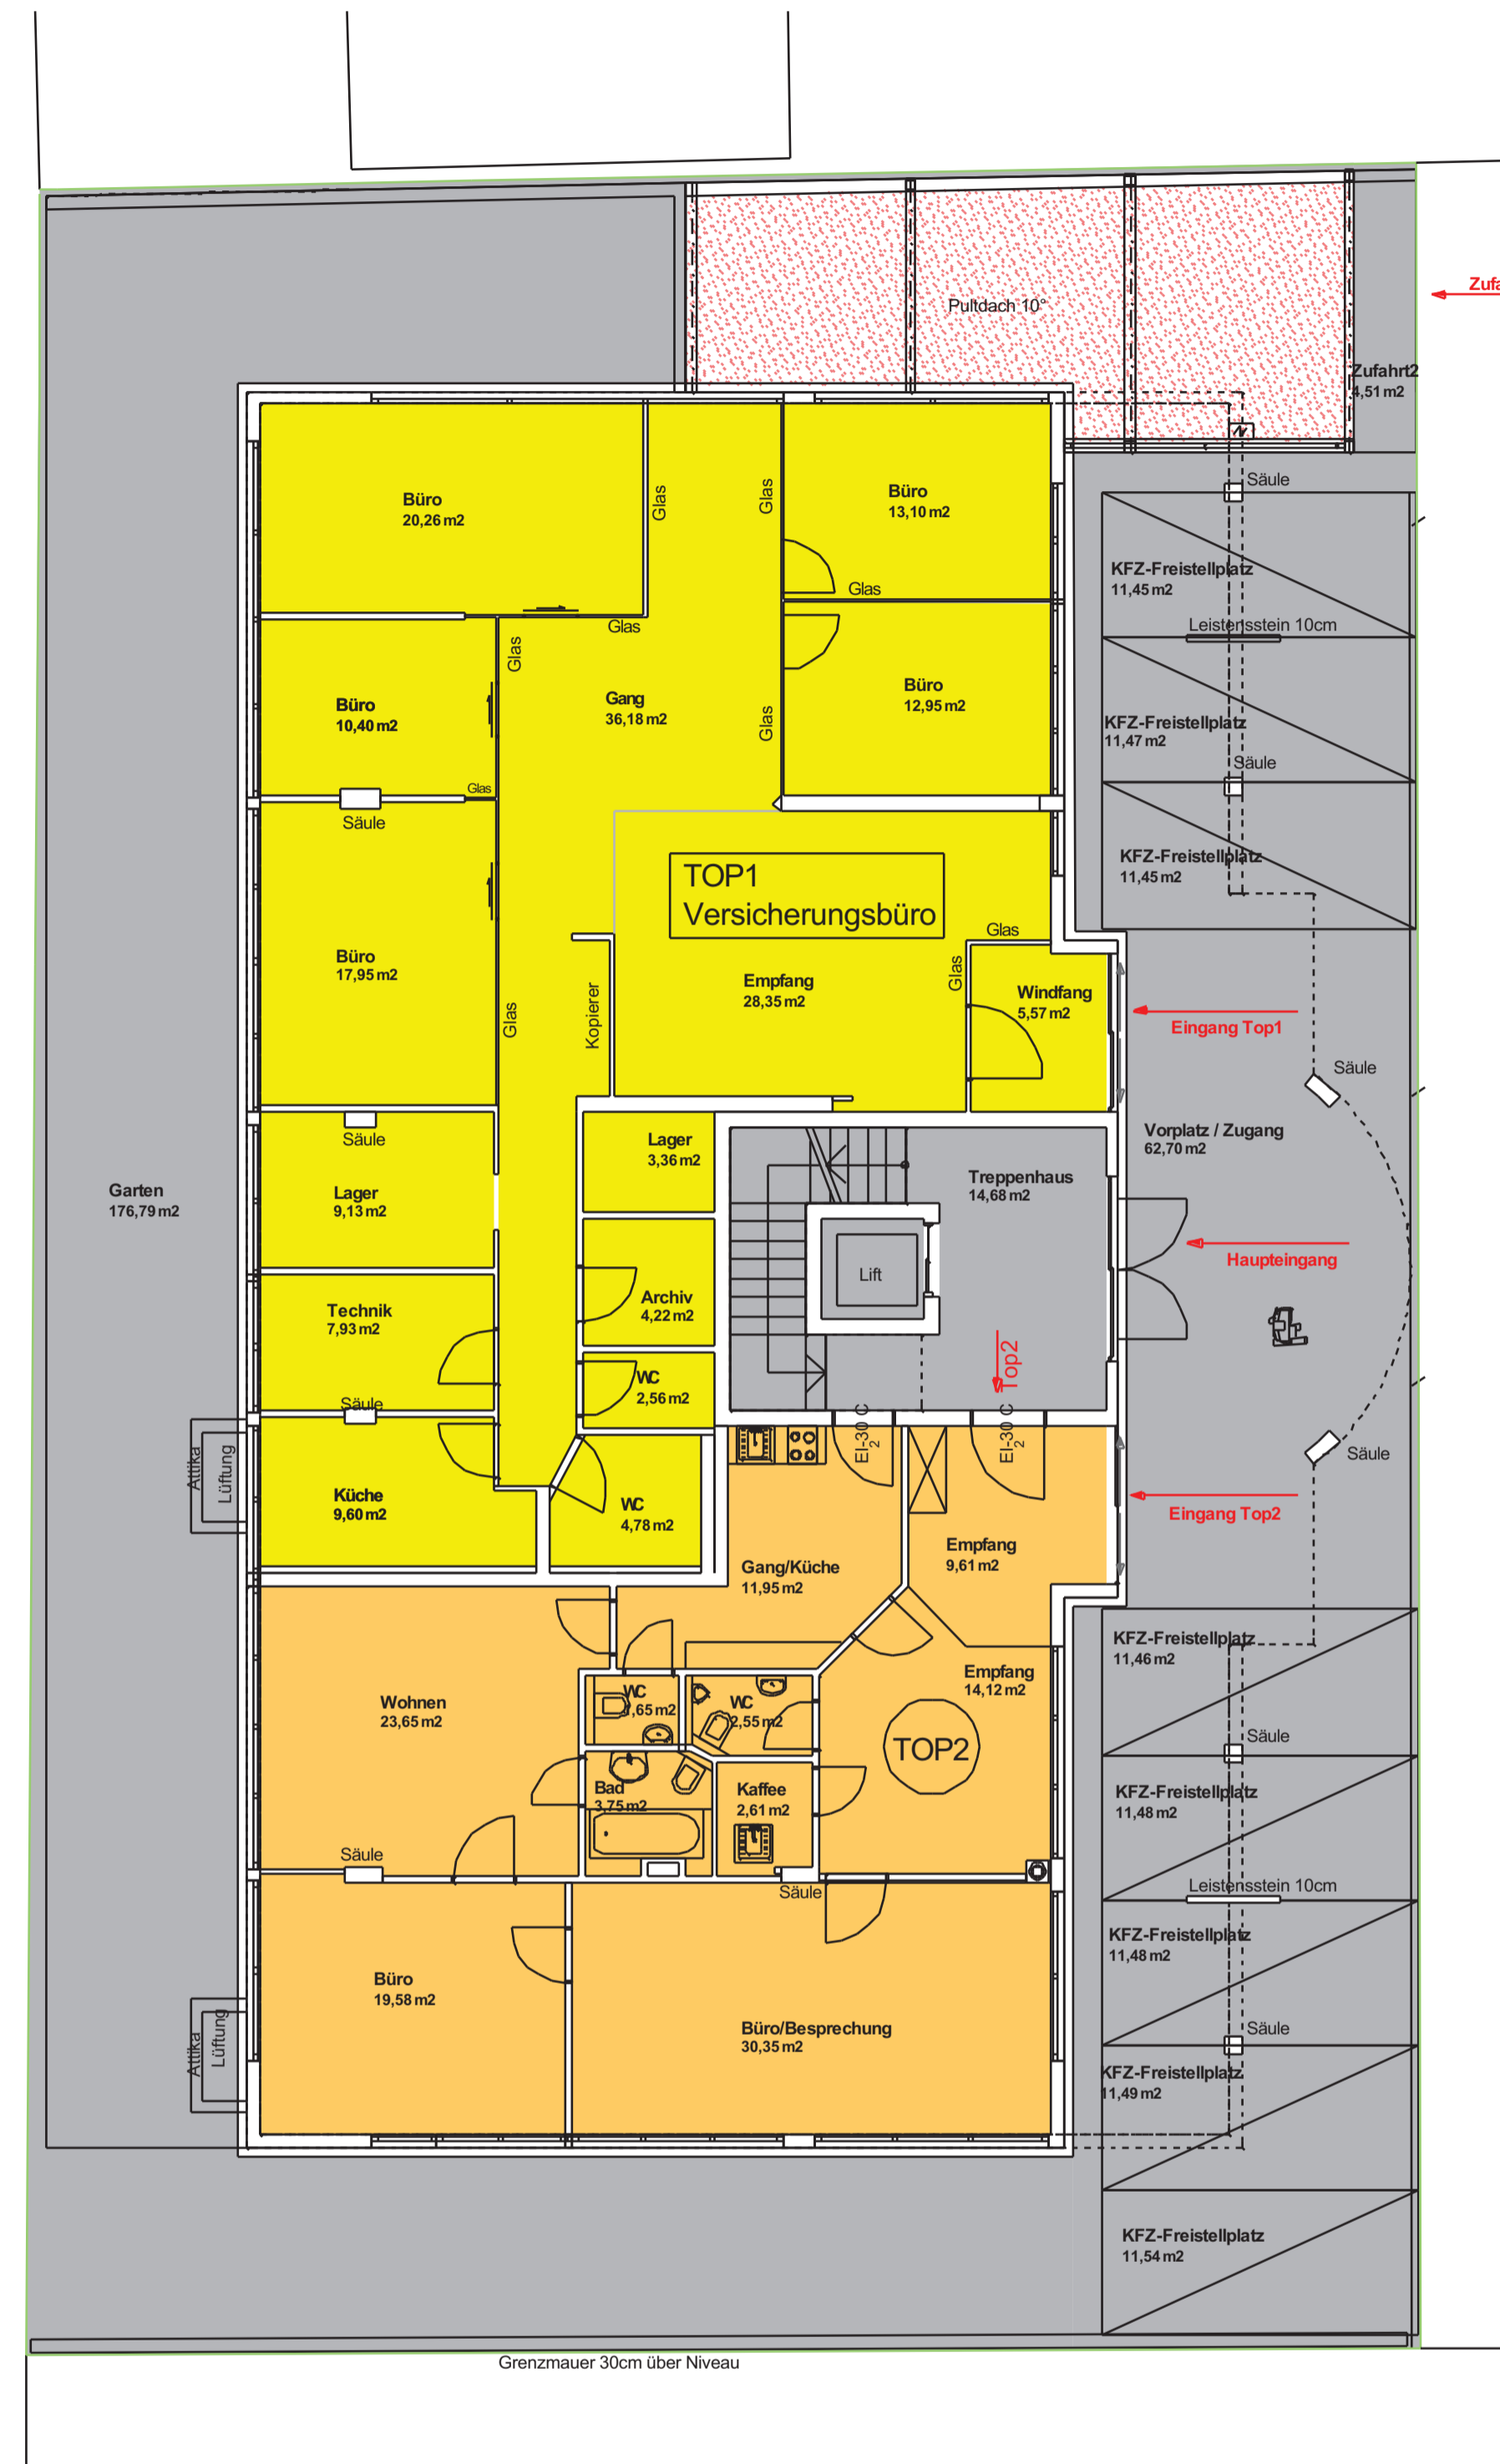 Pultdach 10°
Zufahrt2
4,51 m2
Büro
20,26 m2
Glas
Glas
Büro
13,10 m2
Glas
Säule
KFZ-Freistellplatz
11,45 m2
Glas
Glas
Leistensstein 10cm
Büro
10,40 m2
Gang
36,18 m2
Glas
Büro
12,95 m2
KFZ-Freistellplatz
11,47 m2
Säule
Glas
Säule
KFZ-Freistellplatz
11,45 m2
TOP1
Versicherungsbüro
Büro
17,95 m2
Glas
Kopierer
Empfang
28,35 m2
Glas
Glas
Windfang
5,57 m2
Eingang Top1
Säule
Säule
Lager
9,13 m2
Lager
3,36 m2
Treppenhaus
14,68 m2
Vorplatz / Zugang
62,70 m2
Garten
176,79 m2
Lift
Haupteingang
Technik
7,93 m2
Archiv
4,22 m2
Top2
WC
2,56 m2
Säule
EI₂-30 C
EI₂-30 C
Säule
Attika
Lüftung
Küche
9,60 m2
WC
4,78 m2
Eingang Top2
Gang/Küche
11,95 m2
Empfang
9,61 m2
KFZ-Freistellplatz
11,46 m2
Wohnen
23,65 m2
WC
,65 m2
WC
2,55 m2
Empfang
14,12 m2
TOP2
Säule
Bad
3,75 m2
Kaffee
2,61 m2
KFZ-Freistellplatz
11,48 m2
Säule
Säule
Leistensstein 10cm
KFZ-Freistellplatz
11,48 m2
Büro
19,58 m2
Büro/Besprechung
30,35 m2
Säule
Attika
Lüftung
KFZ-Freistellplatz
11,49 m2
KFZ-Freistellplatz
11,54 m2
Grenzmauer 30cm über Niveau